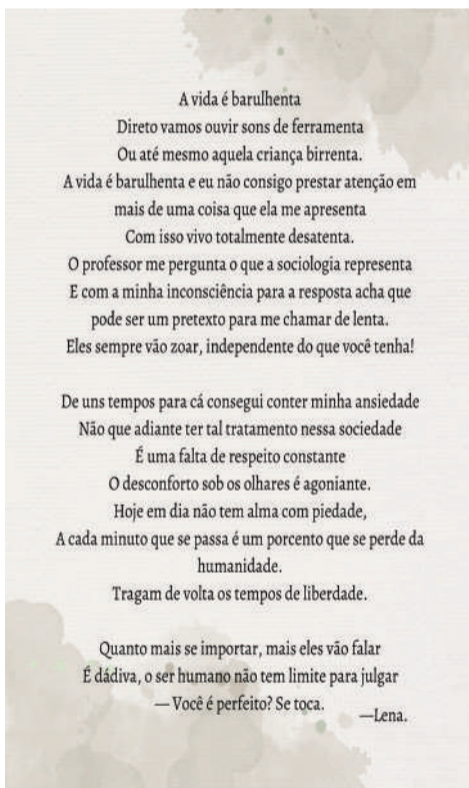 A vida é barulhenta
Direto vamos ouvir sons de ferramenta
Ou até mesmo aquela criança birrenta.
A vida é barulhenta e eu não consigo prestar atenção em
mais de uma coisa que ela me apresenta
Com isso vivo totalmente desatenta.
O professor me pergunta o que a sociologia representa
E com a minha inconsciência para a resposta acha que
pode ser um pretexto para me chamar de lenta.
Eles sempre vão zoar, independente do que você tenha!
De uns tempos para cá consegui conter minha ansiedade
Não que adiante ter tal tratamento nessa sociedade
É uma falta de respeito constante
O desconforto sob os olhares é agoniante.
Hoje em dia não tem alma com piedade,
A cada minuto que se passa é um porcento que se perde da
humanidade.
Tragam de volta os tempos de liberdade.
Quanto mais se importar, mais eles vão falar
É dádiva, o ser humano não tem limite para julgar
— Você é perfeito? Se toca.
—Lena.